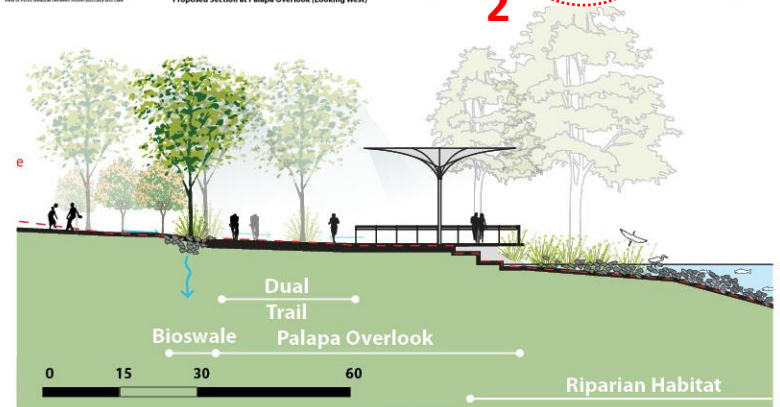 Proposed Section at Palapa Overlook (Looking West)
2
e
Dual
Trail
Bioswale
Palapa Overlook
0 15 30 60
Riparian Habitat